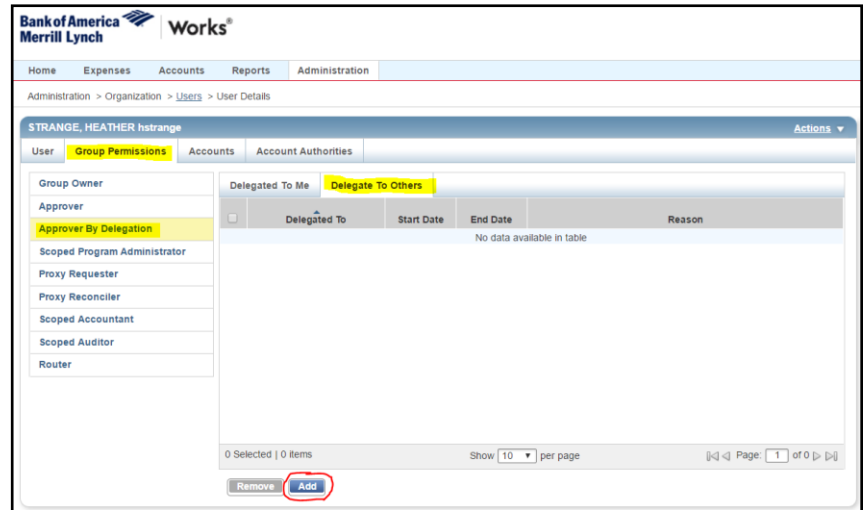 Bank of America
Merrill Lynch
Works®
Home Expenses Accounts Reports Administration
Administration > Organization > Users > User Details
STRANGE, HEATHER hstrange Actions
User Group Permissions Accounts Account Authorities
Group Owner
Approver
Approver By Delegation
Scoped Program Administrator
Proxy Requester
Proxy Reconciler
Scoped Accountant
Scoped Auditor
Router
Delegated To Me Delegate To Others
Delegated To Start Date End Date Reason
No data available in table
0 Selected | 0 items Show 10 per page Page: 1 of 0
Remove Add